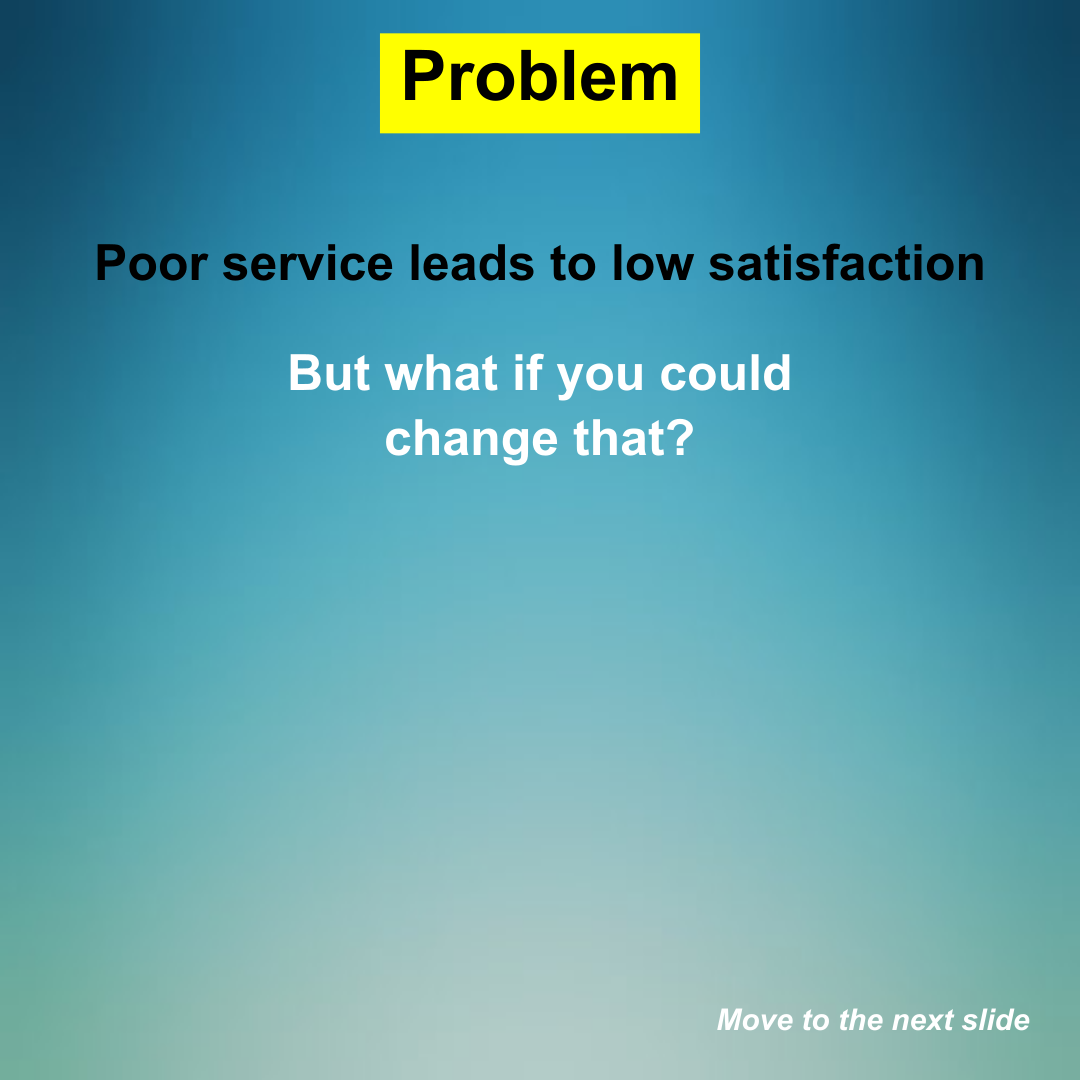 Problem
Poor service leads to low satisfaction
But what if you could
change that?
Move to the next slide